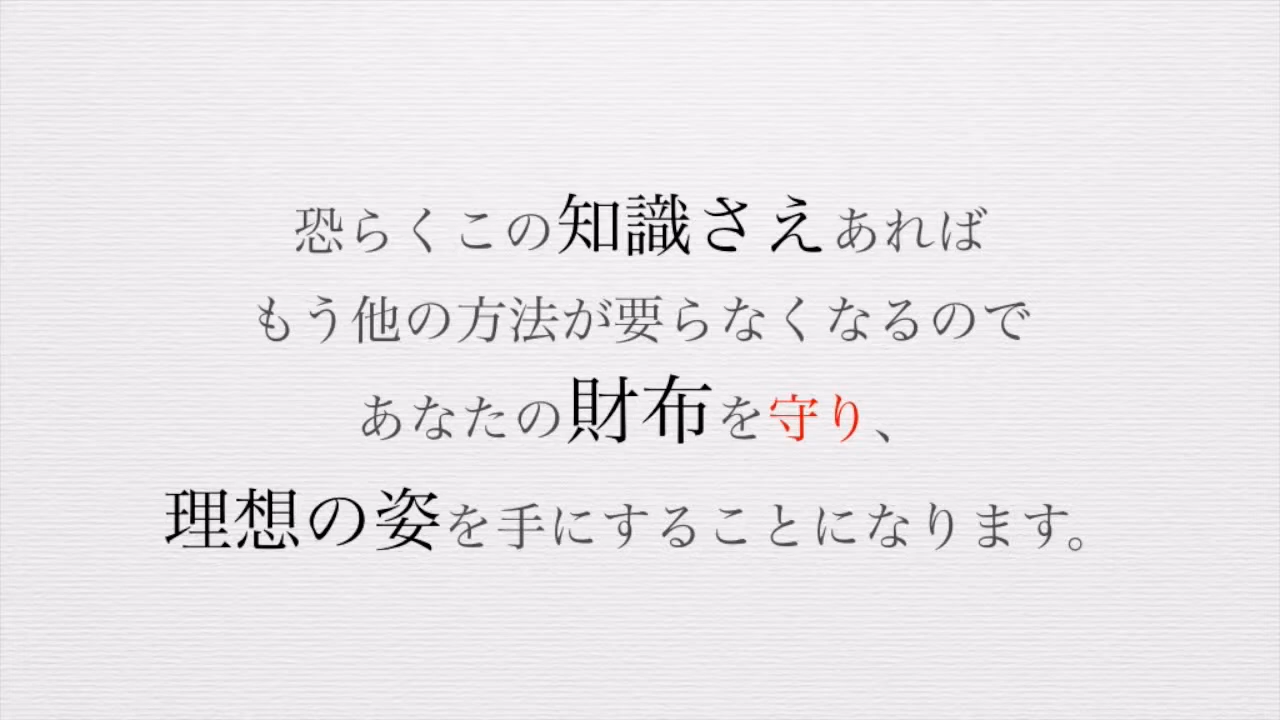 恐らくこの知識さえあれば
もう他の方法が要らなくなるので
あなたの財布を守り、
理想の姿を手にすることになります。